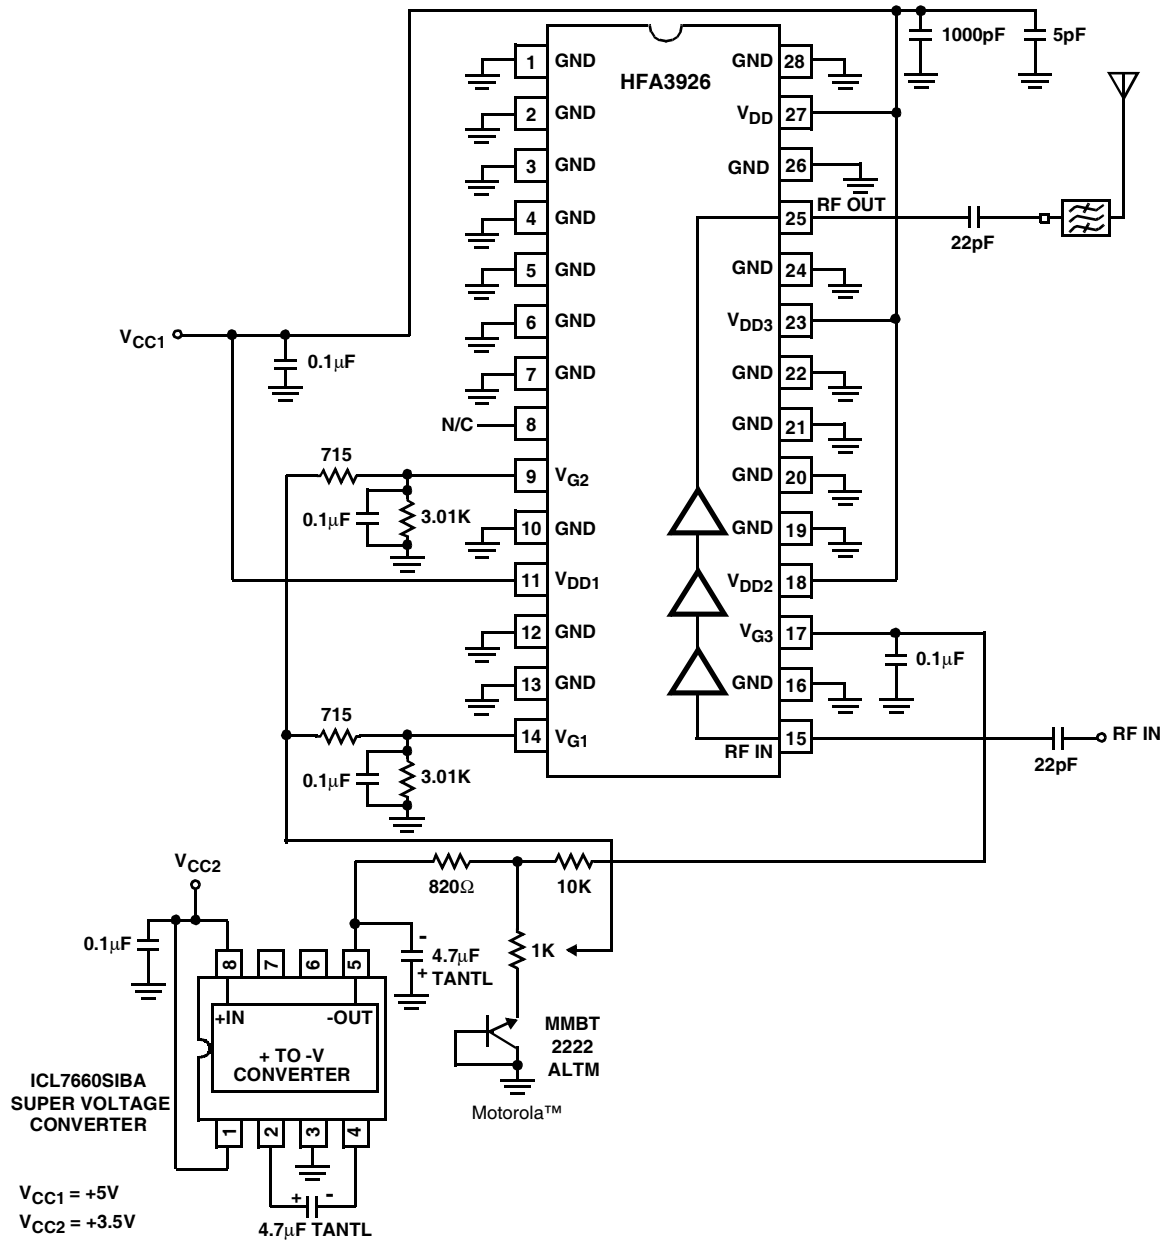 1000pF
5pF
HFA3926
1 GND
2 GND
3 GND
4 GND
5 GND
6 GND
7 GND
N/C 8
9 VG2
10 GND
11 VDD1
12 GND
13 GND
14 VG1
GND 28
VDD 27
GND 26
25 RF OUT
GND 24
VDD3 23
GND 22
GND 21
GND 20
GND 19
VDD2 18
VG3 17
GND 16
RF IN 15
22pF
VCC1
0.1μF
715
0.1μF
3.01K
715
0.1μF
3.01K
0.1μF
RF IN
22pF
VCC2
0.1μF
820Ω
10K
1K
-
4.7μF
+ TANTL
8 7 6 5
+IN
-OUT
+ TO -V
CONVERTER
1 2 3 4
MMBT
2222
ALTM
Motorola™
ICL7660SIBA
SUPER VOLTAGE
CONVERTER
+ -
4.7μF TANTL
VCC1 = +5V
VCC2 = +3.5V